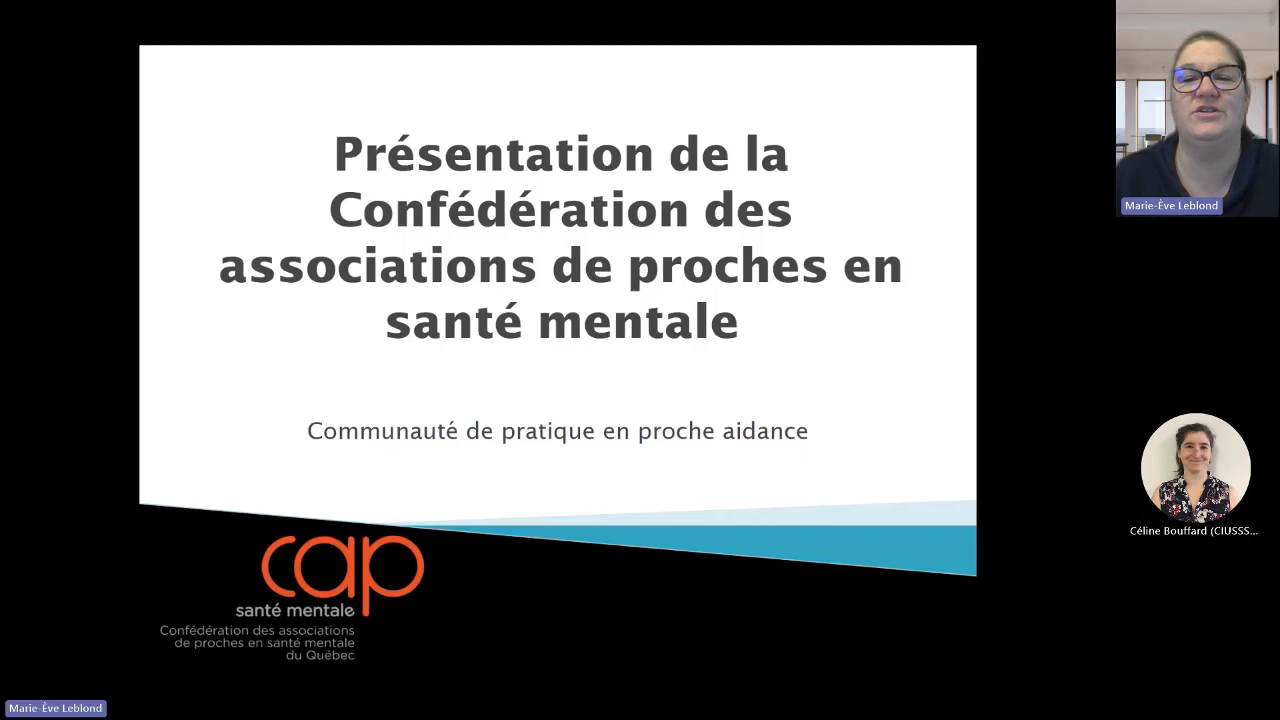 Présentation de la
Confédération des
associations de proches en
santé mentale
Communauté de pratique en proche aidance
cap
santé mentale
Confédération des associations
de proches en santé mentale
du Québec
Marie-Ève Leblond
Céline Bouffard (CIUSSS...
Marie-Ève Leblond